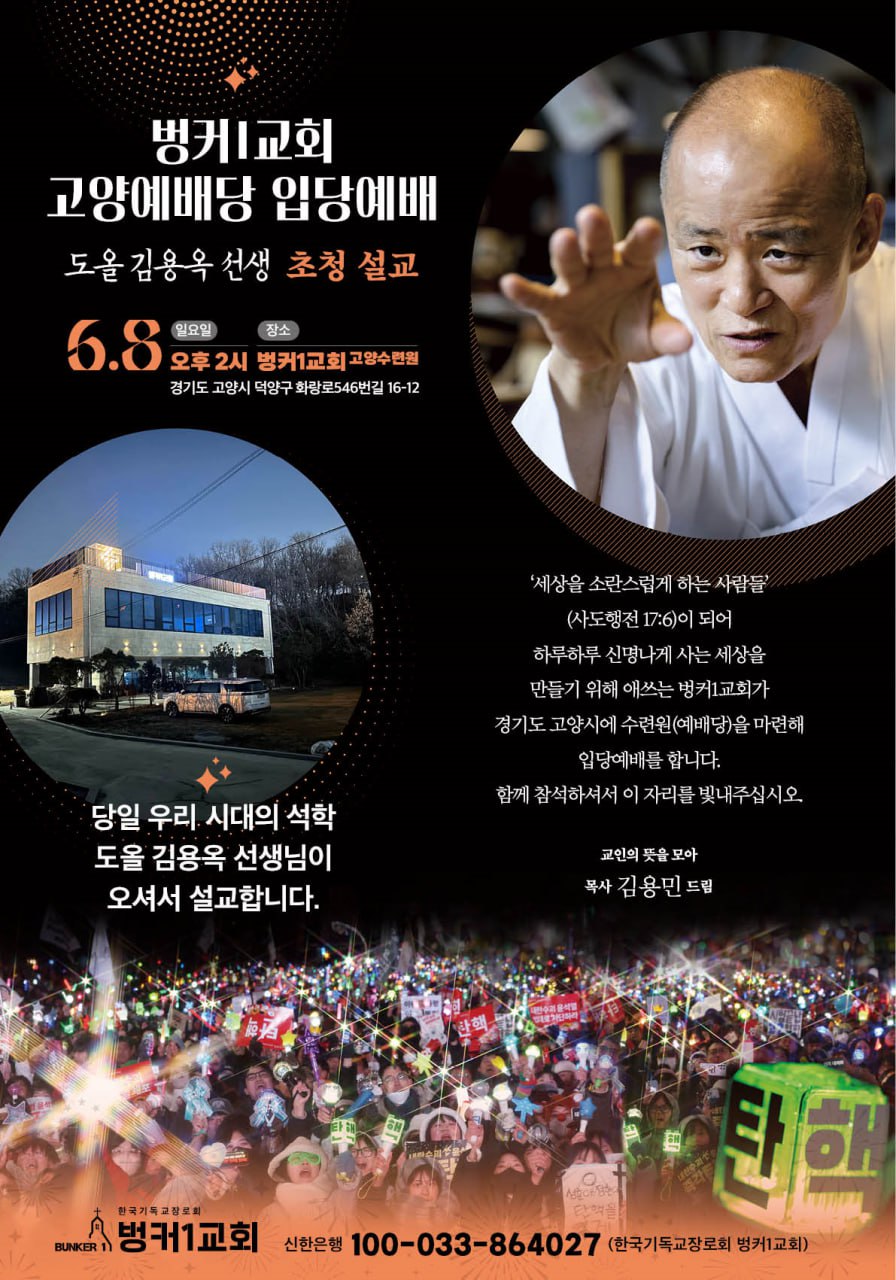 벙커1교회
고양예배당 입당예배
도올 김용옥 선생 초청 설교
6.8 일요일 장소
오후 2시 벙커1교회 고양수련원
경기도 고양시 덕양구 화랑로546번길 16-12
'세상을 소란스럽게 하는 사람들'
(사도행전 17:6)이 되어
하루하루 신명나게 사는 세상을
만들기 위해 애쓰는 벙커1교회가
경기도 고양시에 수련원(예배당)을 마련해
입당예배를 합니다.
함께 참석하셔서 이 자리를 빛내주십시오.
교인의 뜻을 모아
목사 김용민 드림
당일 우리 시대의 석학
도올 김용옥 선생님이
오셔서 설교합니다.
탄핵
탄핵
탄핵
한국기독교장로회
BUNKER 1 벙커1교회
신한은행 100-033-864027 (한국기독교장로회 벙커1교회)